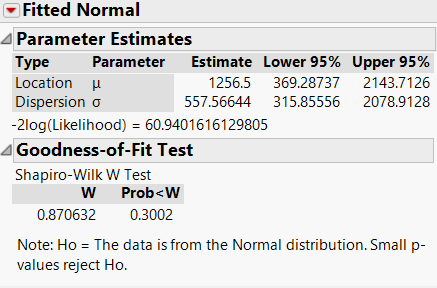 Fitted Normal
Parameter Estimates
Type Parameter Estimate Lower 95% Upper 95%
Location μ 1256.5 369.28737 2143.7126
Dispersion σ 557.56644 315.85556 2078.9128
-2log(Likelihood) = 60.9401616129805
Goodness-of-Fit Test
Shapiro-Wilk W Test
W Prob<W
0.870632 0.3002
Note: Ho = The data is from the Normal distribution. Small p-
values reject Ho.